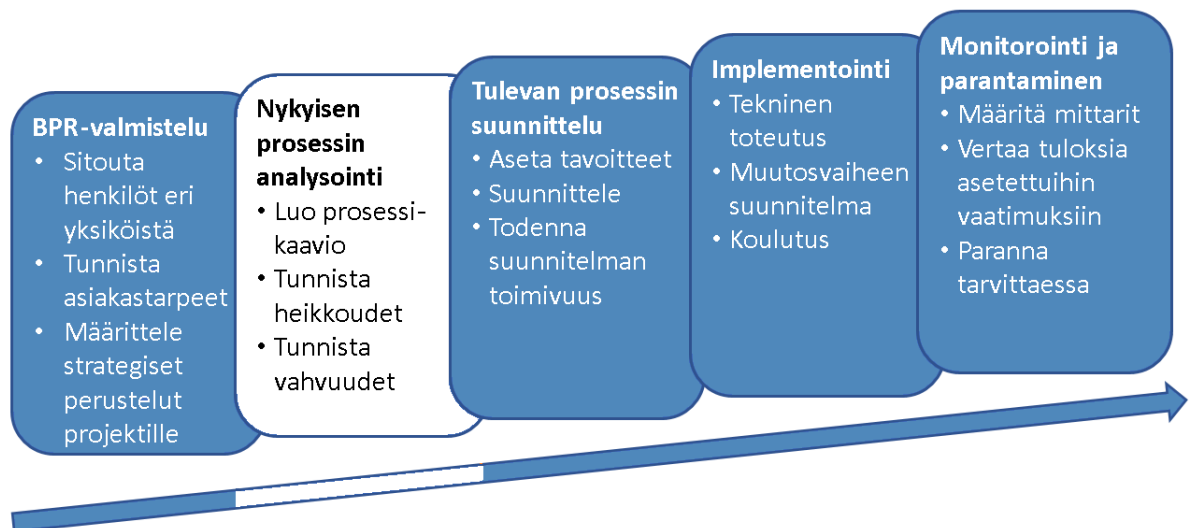 BPR-valmistelu
• Sitouta
henkilöt eri
yksiköistä
• Tunnista
asiakastarpeet
• Määrittele
strategiset
perustelut
projektille
Nykyisen
prosessin
analysointi
• Luo prosessi-
kaavio
• Tunnista
heikkoudet
• Tunnista
vahvuudet
Tulevan prosessin
suunnittelu
• Aseta tavoitteet
• Suunnittele
• Todenna
suunnitelman
toimivuus
Implementointi
• Tekninen
toteutus
• Muutosvaiheen
suunnitelma
• Koulutus
Monitorointi ja
parantaminen
• Määritä mittarit
• Vertaa tuloksia
asetettuihin
vaatimuksiin
• Paranna
tarvittaessa